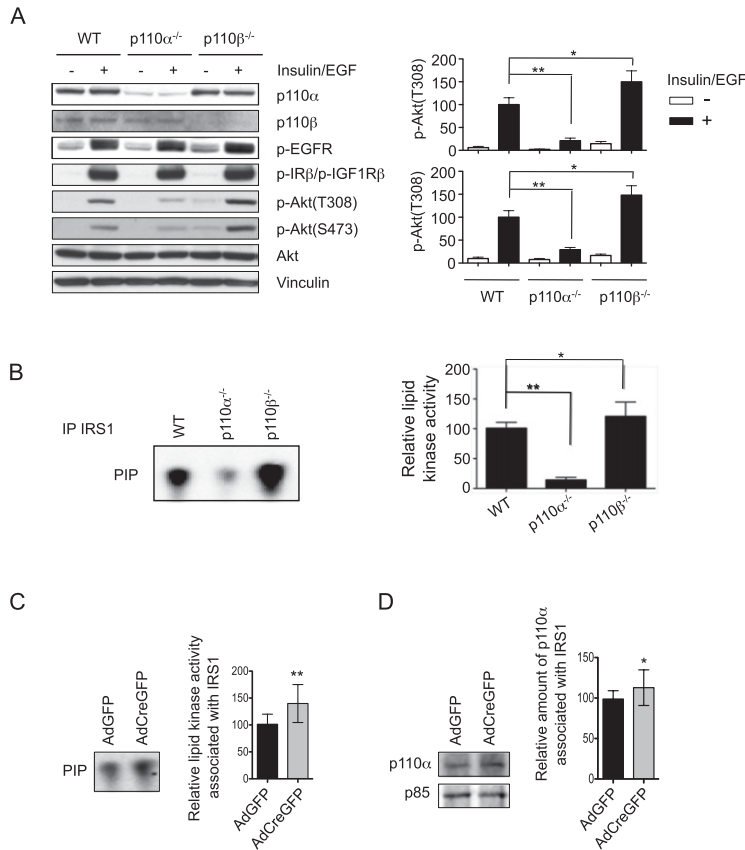 A
WT p110α-/- p110β-/-
- + - + - + Insulin/EGF
p110α
p110β
p-EGFR
p-IRβ/p-IGF1Rβ
p-Akt(T308)
p-Akt(S473)
Akt
Vinculin
p-Akt(T308)
200
150
100
50
0
*
**
Insulin/EGF
-
+
p-Akt(T308)
200
150
100
50
0
*
**
WT p110α-/- p110β-/-
B
IP IRS1
WT p110α-/- p110β-/-
PIP
Relative lipid
kinase activity
200
150
100
50
0
*
**
WT p110α-/- p110β-/-
C
AdGFP AdCreGFP
PIP
Relative lipid kinase activity
associated with IRS1
200
150
100
50
0
**
AdGFP AdCreGFP
D
AdGFP AdCreGFP
p110α
p85
Relative amount of p110α
associated with IRS1
150
100
50
0
*
AdGFP AdCreGFP